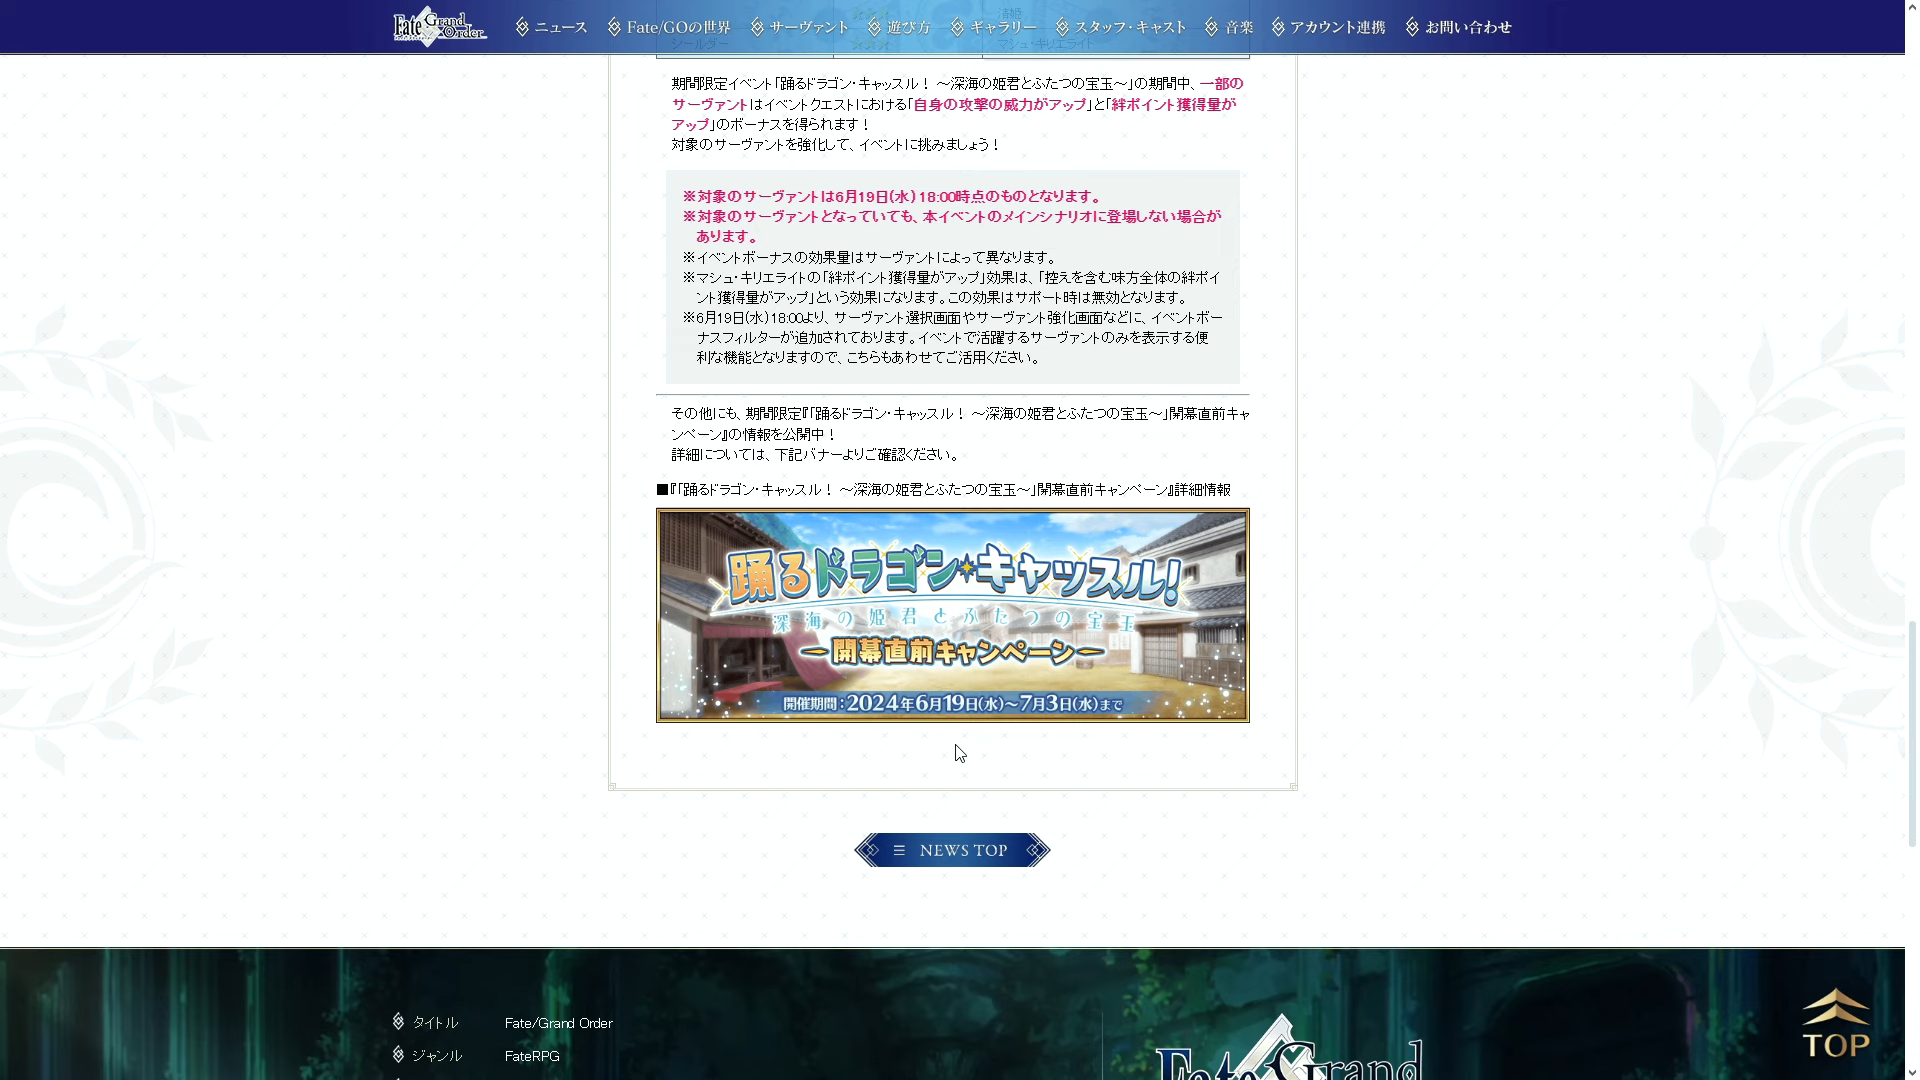 Fate Grand Order
ニュース
Fate/GOの世界
サーヴァント
遊び方
ギャラリー
スタッフ・キャスト
音楽
アカウント連携
お問い合わせ
シールダー
マシュ・キリエライト
期間限定イベント「踊るドラゴン・キャッスル！ ～深海の姫君とふたつの宝玉～」の期間中、一部の
サーヴァントはイベントクエストにおける「自身の攻撃の威力がアップ」と「絆ポイント獲得量が
アップ」のボーナスを得られます！
対象のサーヴァントを強化して、イベントに挑みましょう！
※対象のサーヴァントは6月19日(水) 18:00時点のものとなります。
※対象のサーヴァントとなっていても、本イベントのメインシナリオに登場しない場合が
あります。
※イベントボーナスの効果量はサーヴァントによって異なります。
※マシュ・キリエライトの「絆ポイント獲得量がアップ」効果は、「控えを含む味方全体の絆ポイ
ント獲得量がアップ」という効果になります。この効果はサポート時は無効となります。
※6月19日(水) 18:00より、サーヴァント選択画面やサーヴァント強化画面などに、イベントボー
ナスフィルターが追加されております。イベントで活躍するサーヴァントのみを表示する便
利な機能となりますので、こちらもあわせてご活用ください。
その他にも、期間限定『「踊るドラゴン・キャッスル！ ～深海の姫君とふたつの宝玉～」開幕直前キャ
ンペーン』の情報を公開中！
詳細については、下記バナーよりご確認ください。
■『「踊るドラゴン・キャッスル！ ～深海の姫君とふたつの宝玉～」開幕直前キャンペーン』詳細情報
踊るドラゴン・キャッスル!
深海の姫君とふたつの宝玉
開幕直前キャンペーン
開催期間：2024年6月19日(水)～7月3日(水)まで
NEWS TOP
タイトル Fate/Grand Order
ジャンル FateRPG
Fate Grand
TOP